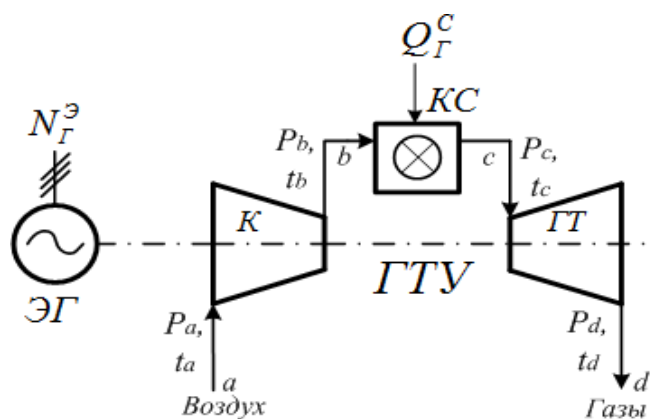 Q_Г^С
КС
N_Г^Э
P_b,
t_b
b
c
P_c,
t_c
К
ГТ
ЭГ
ГТУ
P_a,
t_a
a
Воздух
P_d,
t_d
d
Газы